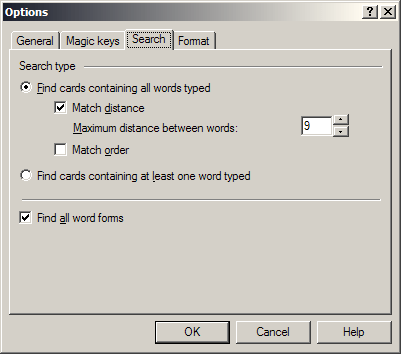 Options
General Magic keys Search Format
Search type
Find cards containing all words typed
Match distance
Maximum distance between words: 9
Match order
Find cards containing at least one word typed
Find all word forms
OK Cancel Help